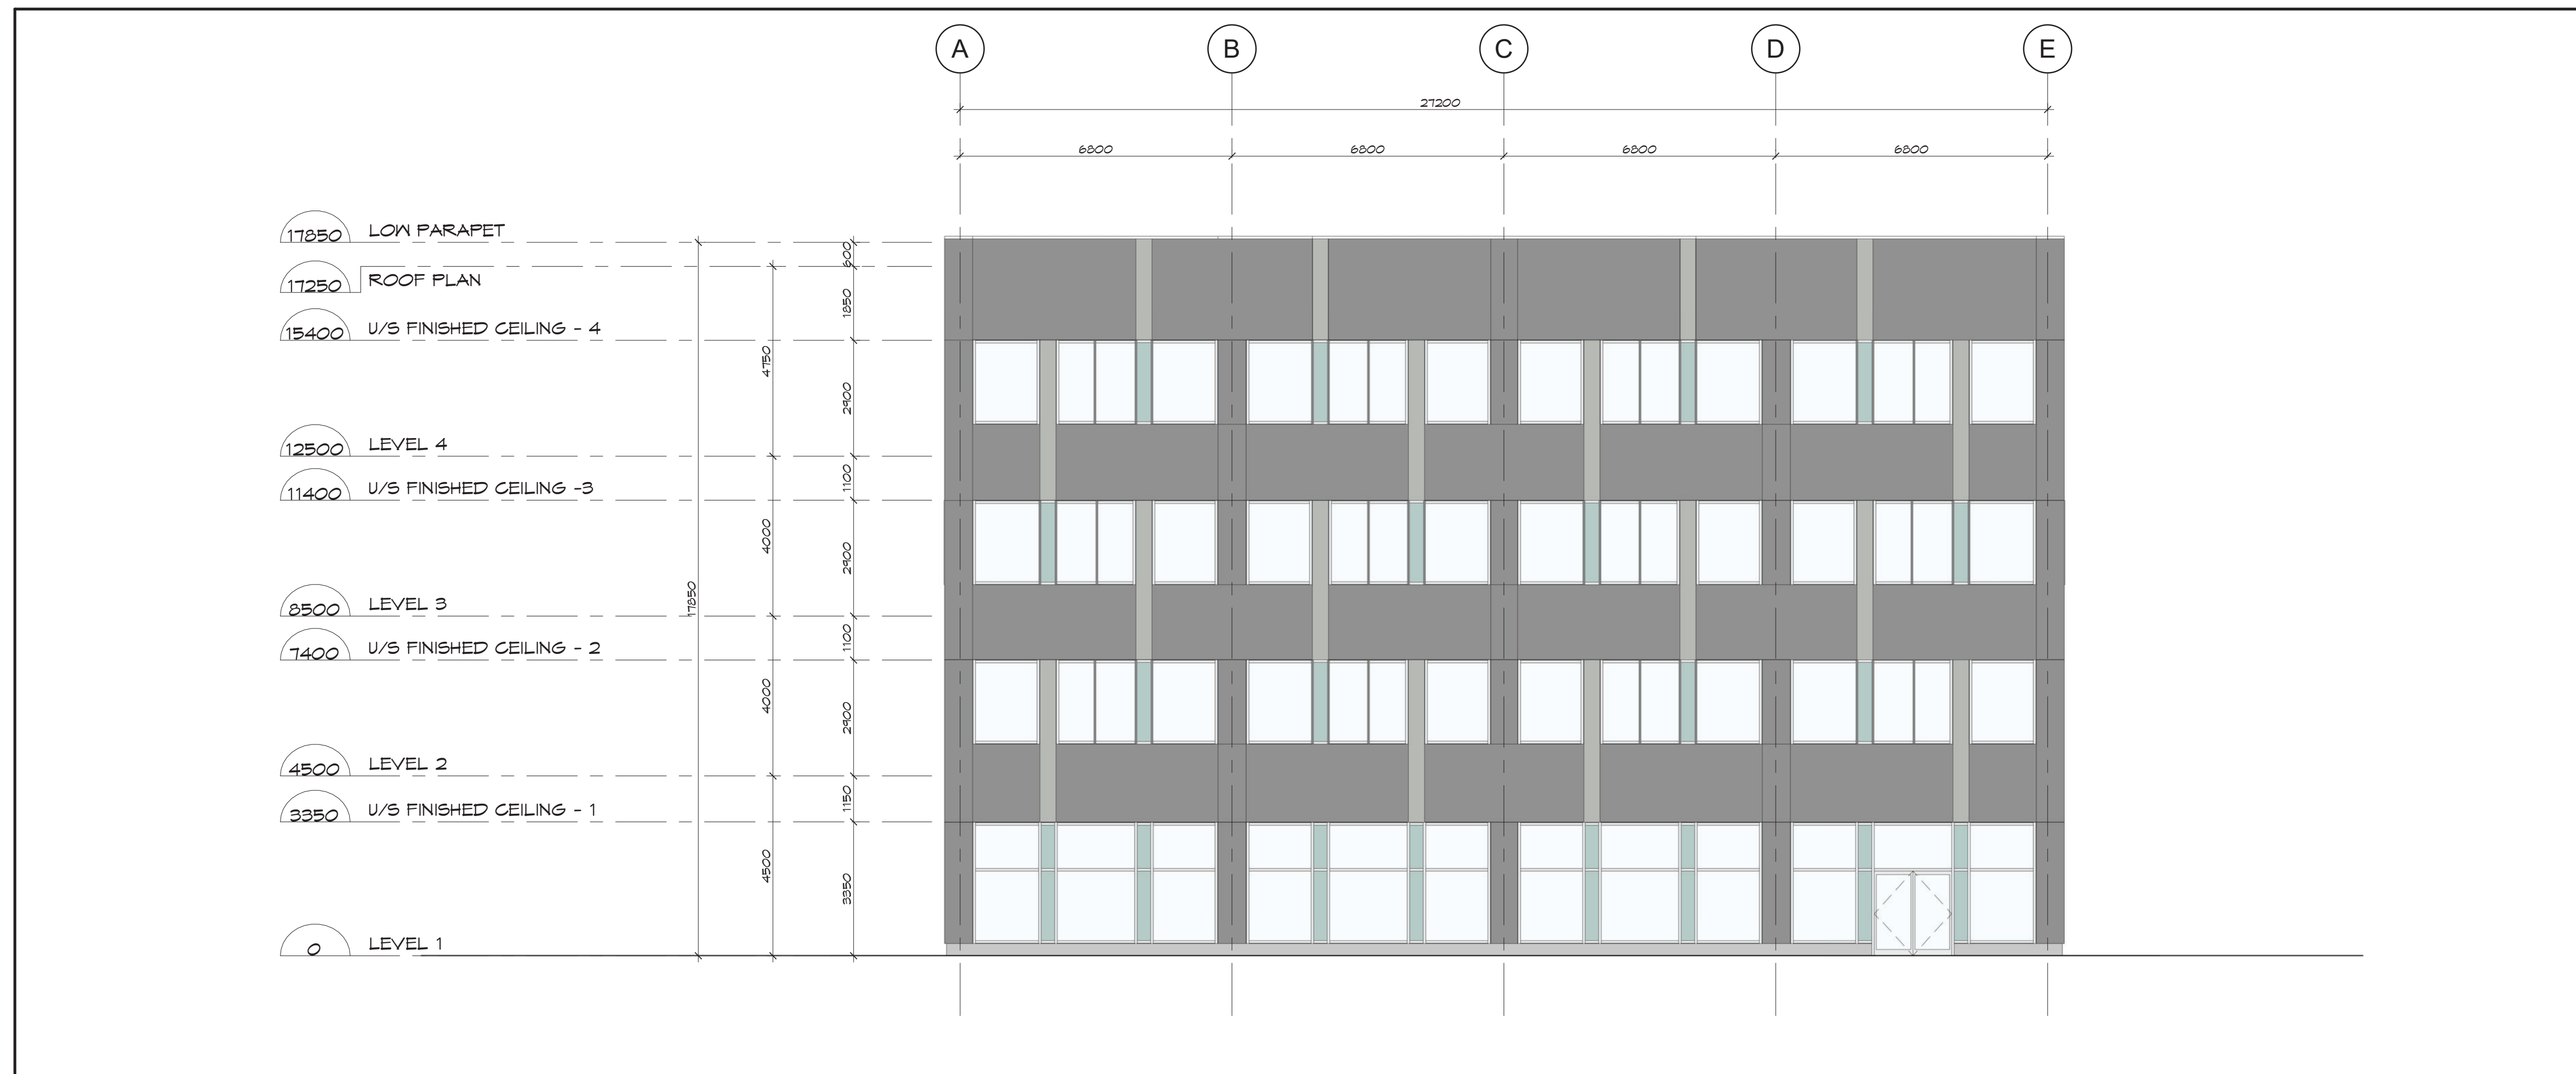 A B C D E
27200
6800 6800 6800 6800
17850 LOW PARAPET
600
17250 ROOF PLAN
1850
15400 U/S FINISHED CEILING - 4
4750
2900
12500 LEVEL 4
1100
11400 U/S FINISHED CEILING -3
4000
2900
17850
8500 LEVEL 3
1100
7400 U/S FINISHED CEILING - 2
4000
2900
4500 LEVEL 2
1150
3350 U/S FINISHED CEILING - 1
4500
3350
0 LEVEL 1